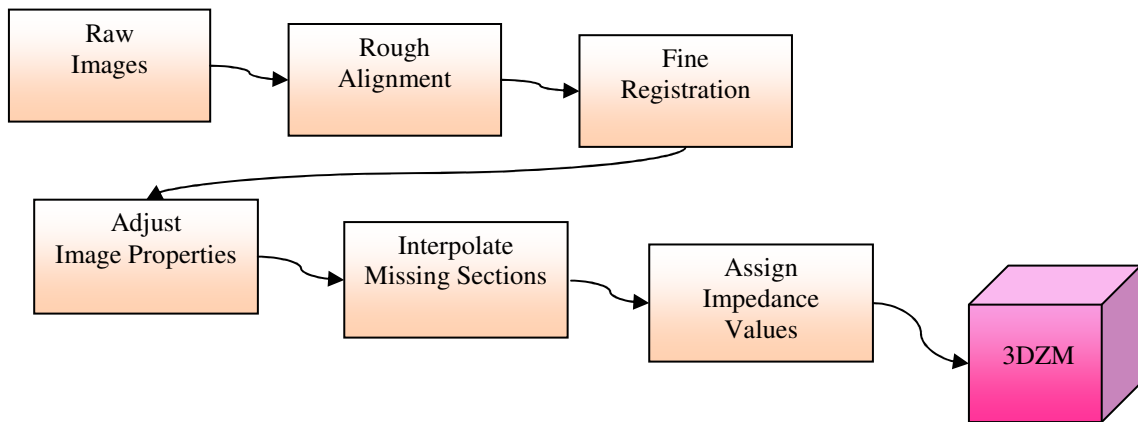 Raw
Images
Rough
Alignment
Fine
Registration
Adjust
Image Properties
Interpolate
Missing Sections
Assign
Impedance
Values
3DZM